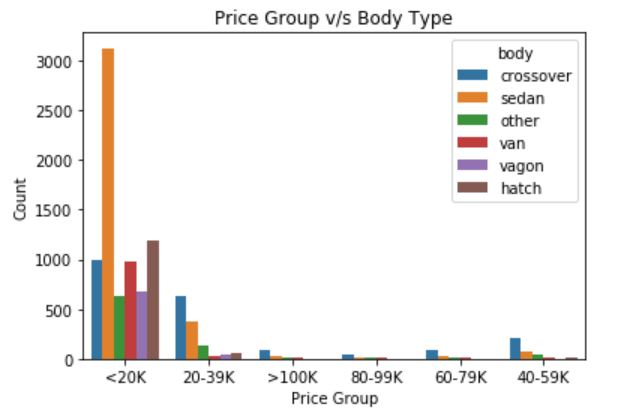 Price Group v/s Body Type
body
crossover
sedan
other
van
vagon
hatch
3000
2500
2000
1500
1000
500
0
Count
<20K 20-39K >100K 80-99K 60-79K 40-59K
Price Group